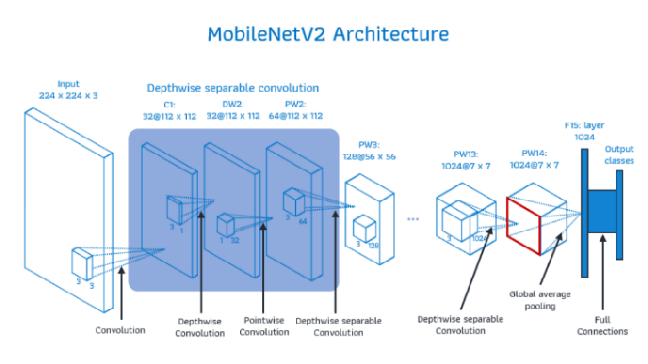 MobileNetV2 Architecture
Input
224 x 224 x 3
Depthwise separable convolution
C1:
32@112 x 112
DW2:
32@112 x 112
PW2:
64@112 x 112
PW3:
128@56 x 56
PW13:
1024@7 x 7
PW14:
1024@7 x 7
F15: layer
1024
Output
classes
3
3
3
1
1
32
3
64
3
128
...
3
1024
Convolution
Depthwise
Convolution
Pointwise
Convolution
Depthwise separable
Convolution
Depthwise separable
Convolution
Global average
pooling
Full
Connections